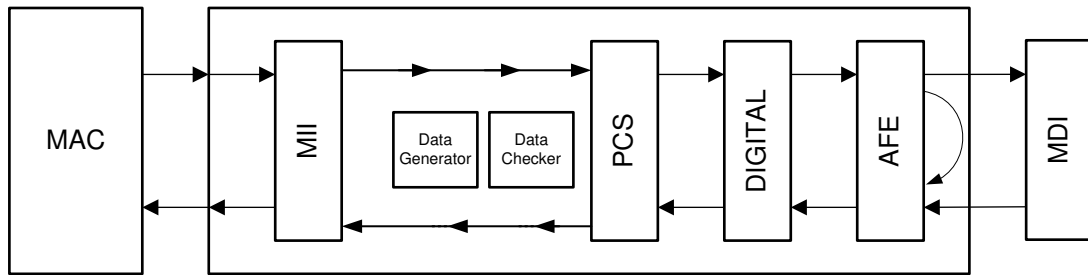 MAC
MII
Data
Generator
Data
Checker
PCS
DIGITAL
AFE
MDI